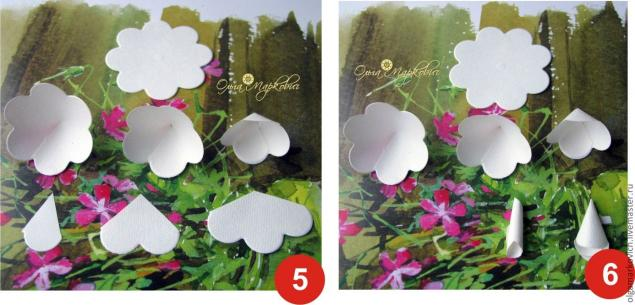 Ольга Маркович
5
Ольга Маркович
6
olgamarkovich.livemaster.ru